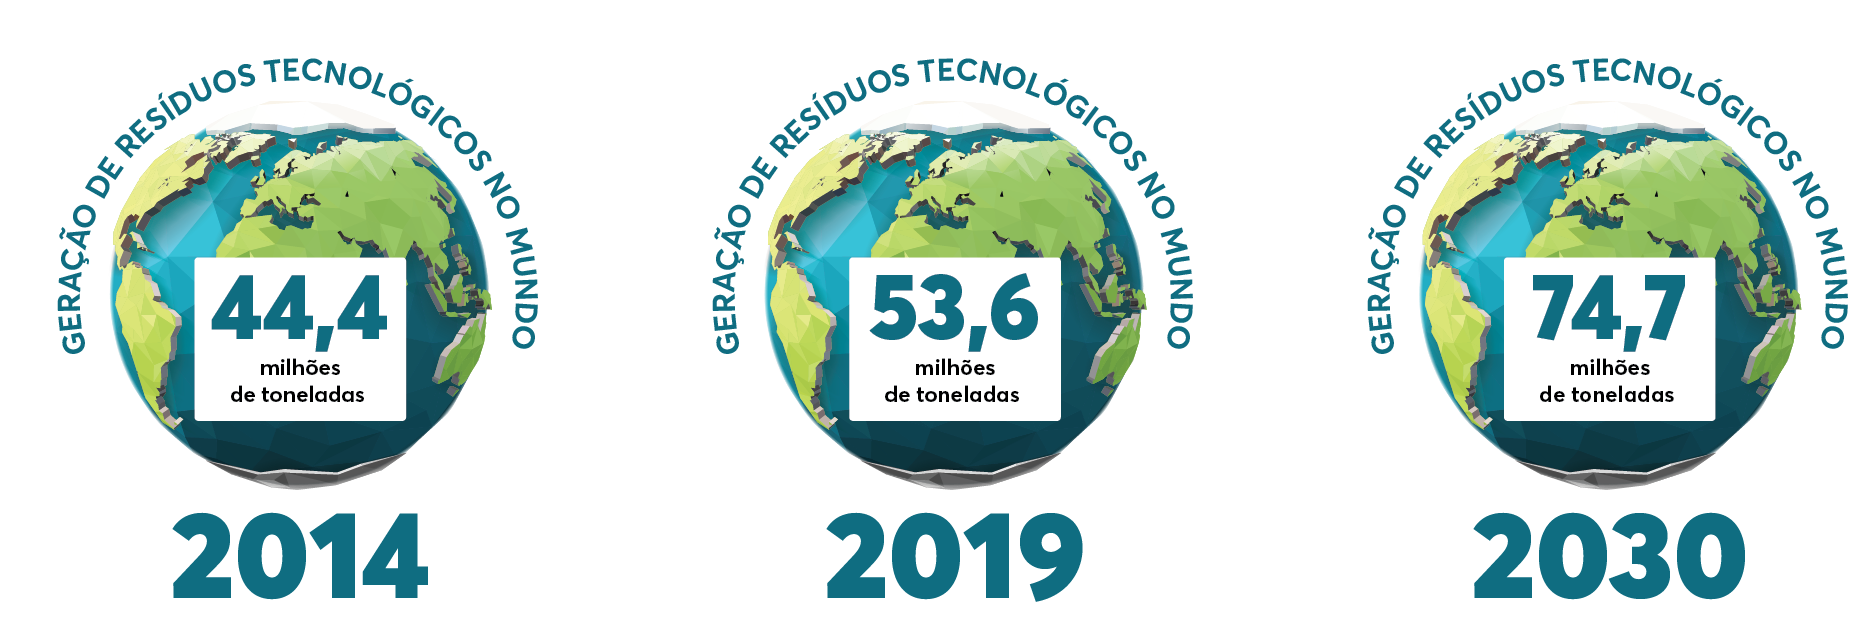 GERAÇÃO DE RESÍDUOS TECNOLÓGICOS NO MUNDO
44,4
milhões
de toneladas
2014
GERAÇÃO DE RESÍDUOS TECNOLÓGICOS NO MUNDO
53,6
milhões
de toneladas
2019
GERAÇÃO DE RESÍDUOS TECNOLÓGICOS NO MUNDO
74,7
milhões
de toneladas
2030